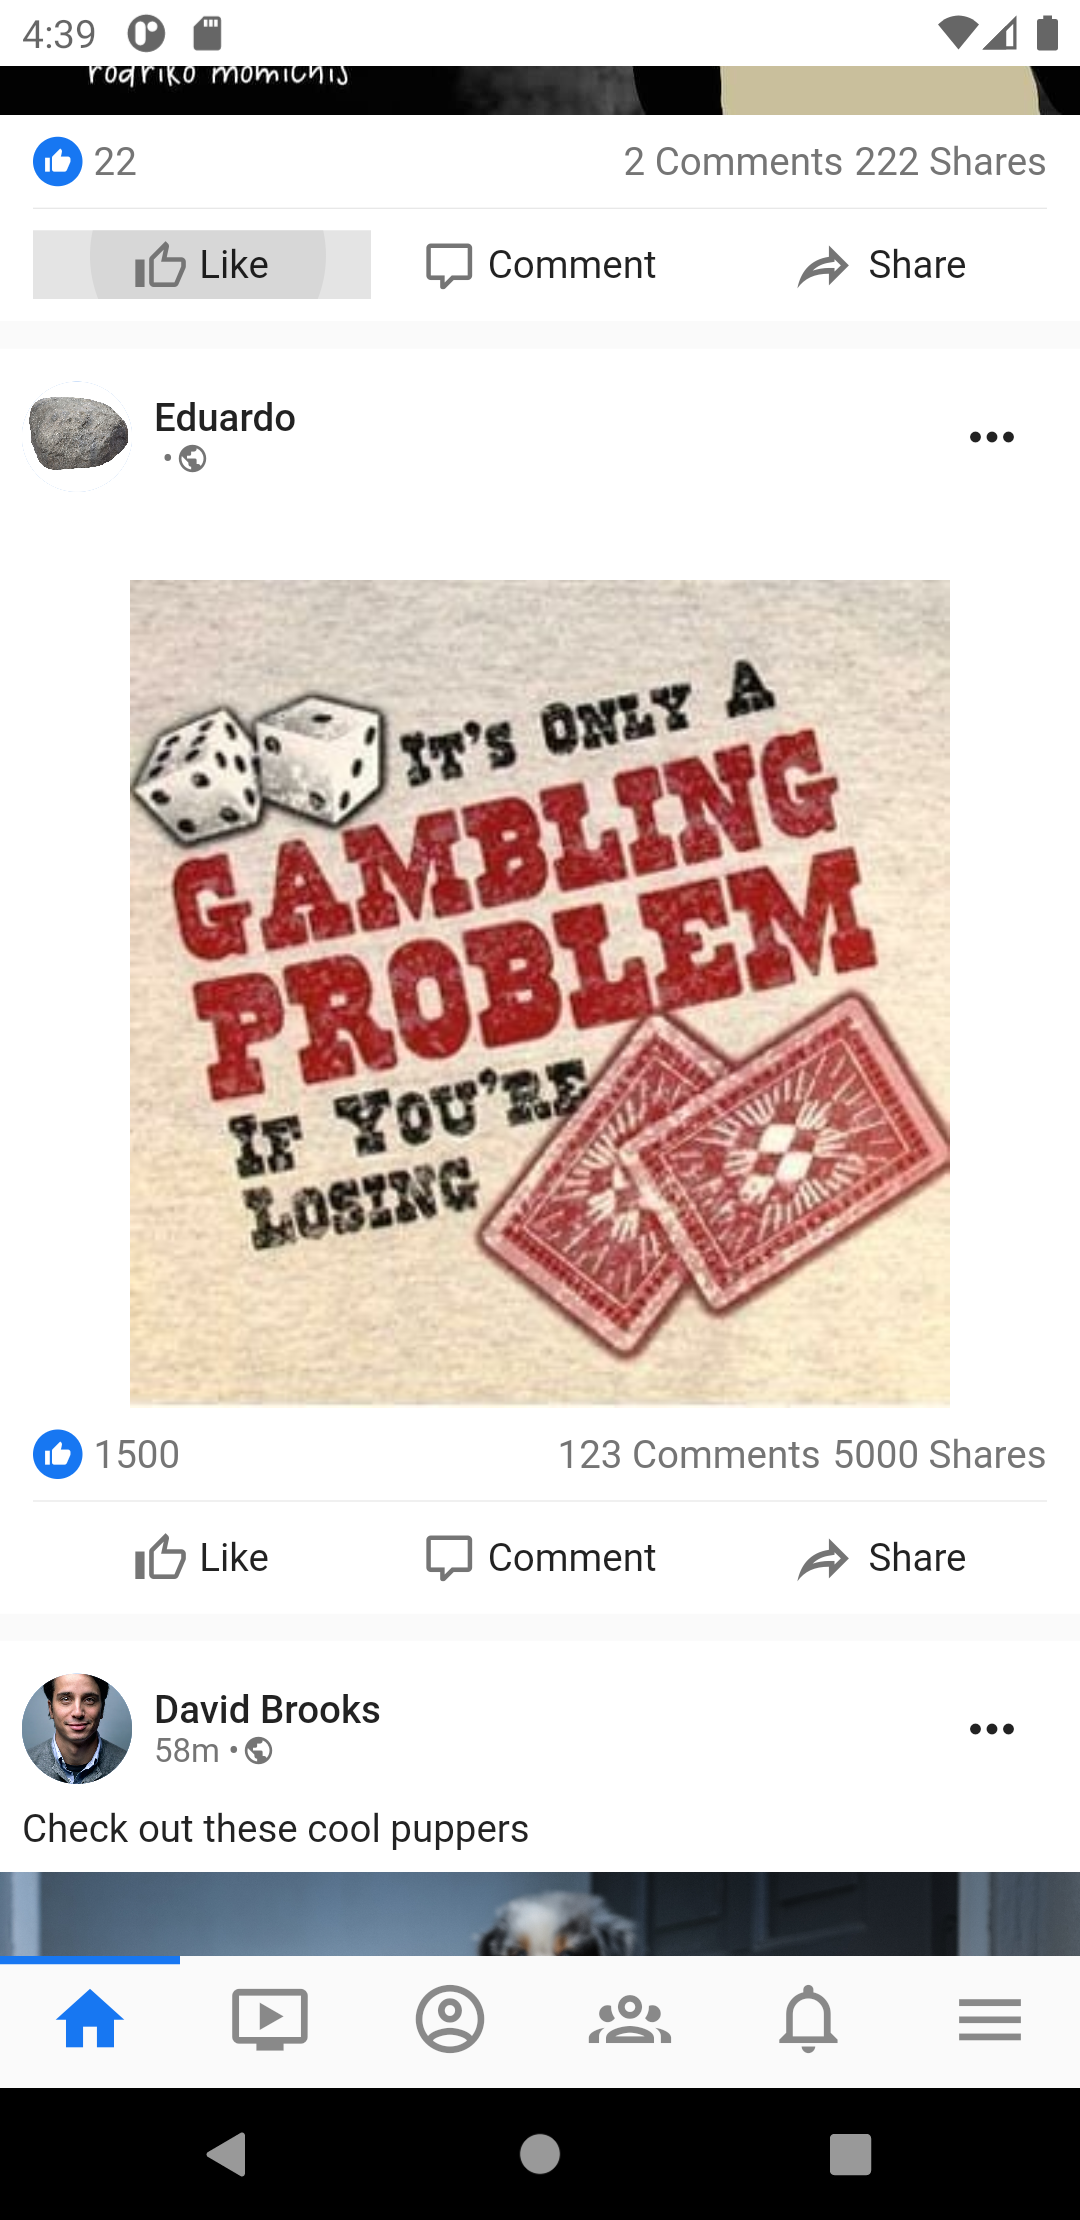 4:39
rodriko momichis
22
2 Comments 222 Shares
Like
Comment
Share
Eduardo
•
IT'S ONLY A
GAMBLING
PROBLEM
IF YOU'RE
LOSING
1500
123 Comments 5000 Shares
Like
Comment
Share
David Brooks
58m •
Check out these cool puppers